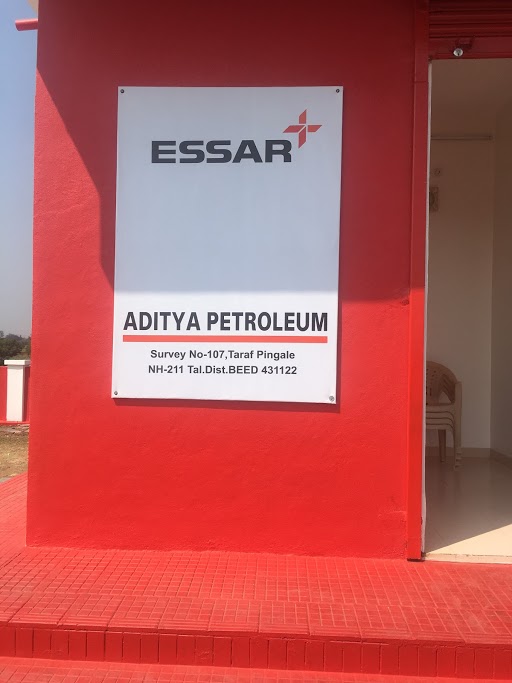 ESSAR
ADITYA PETROLEUM
Survey No-107,Taraf Pingale
NH-211 Tal.Dist.BEED 431122